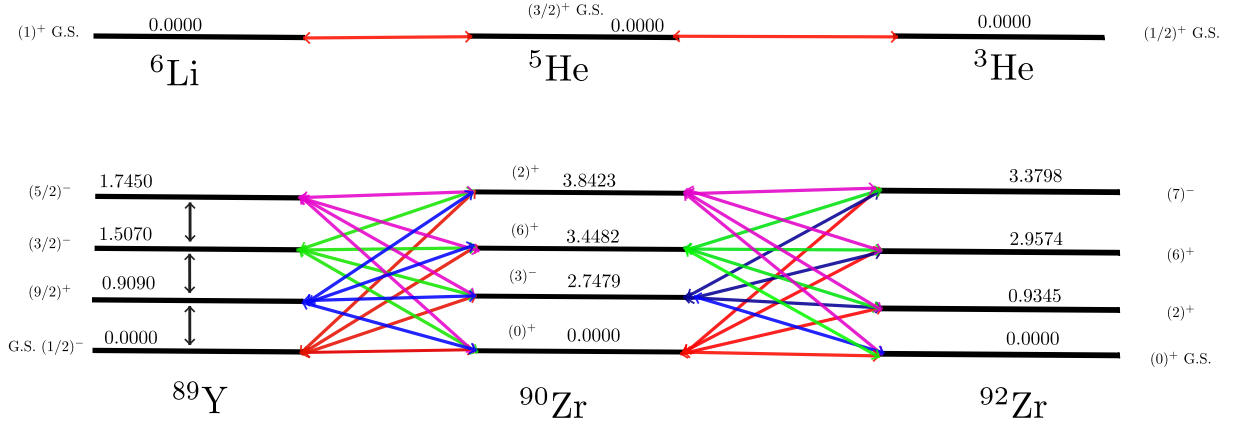 (3/2)⁺ G.S.
(1)⁺ G.S. 0.0000 0.0000 0.0000 (1/2)⁺ G.S.
⁶Li ⁵He ³He
(5/2)⁻ 1.7450 (2)⁺ 3.8423 3.3798 (7)⁻
(3/2)⁻ 1.5070 (6)⁺ 3.4482 2.9574 (6)⁺
(9/2)⁺ 0.9090 (3)⁻ 2.7479 0.9345 (2)⁺
G.S. (1/2)⁻ 0.0000 (0)⁺ 0.0000 0.0000 (0)⁺ G.S.
⁸⁹Y ⁹⁰Zr ⁹²Zr